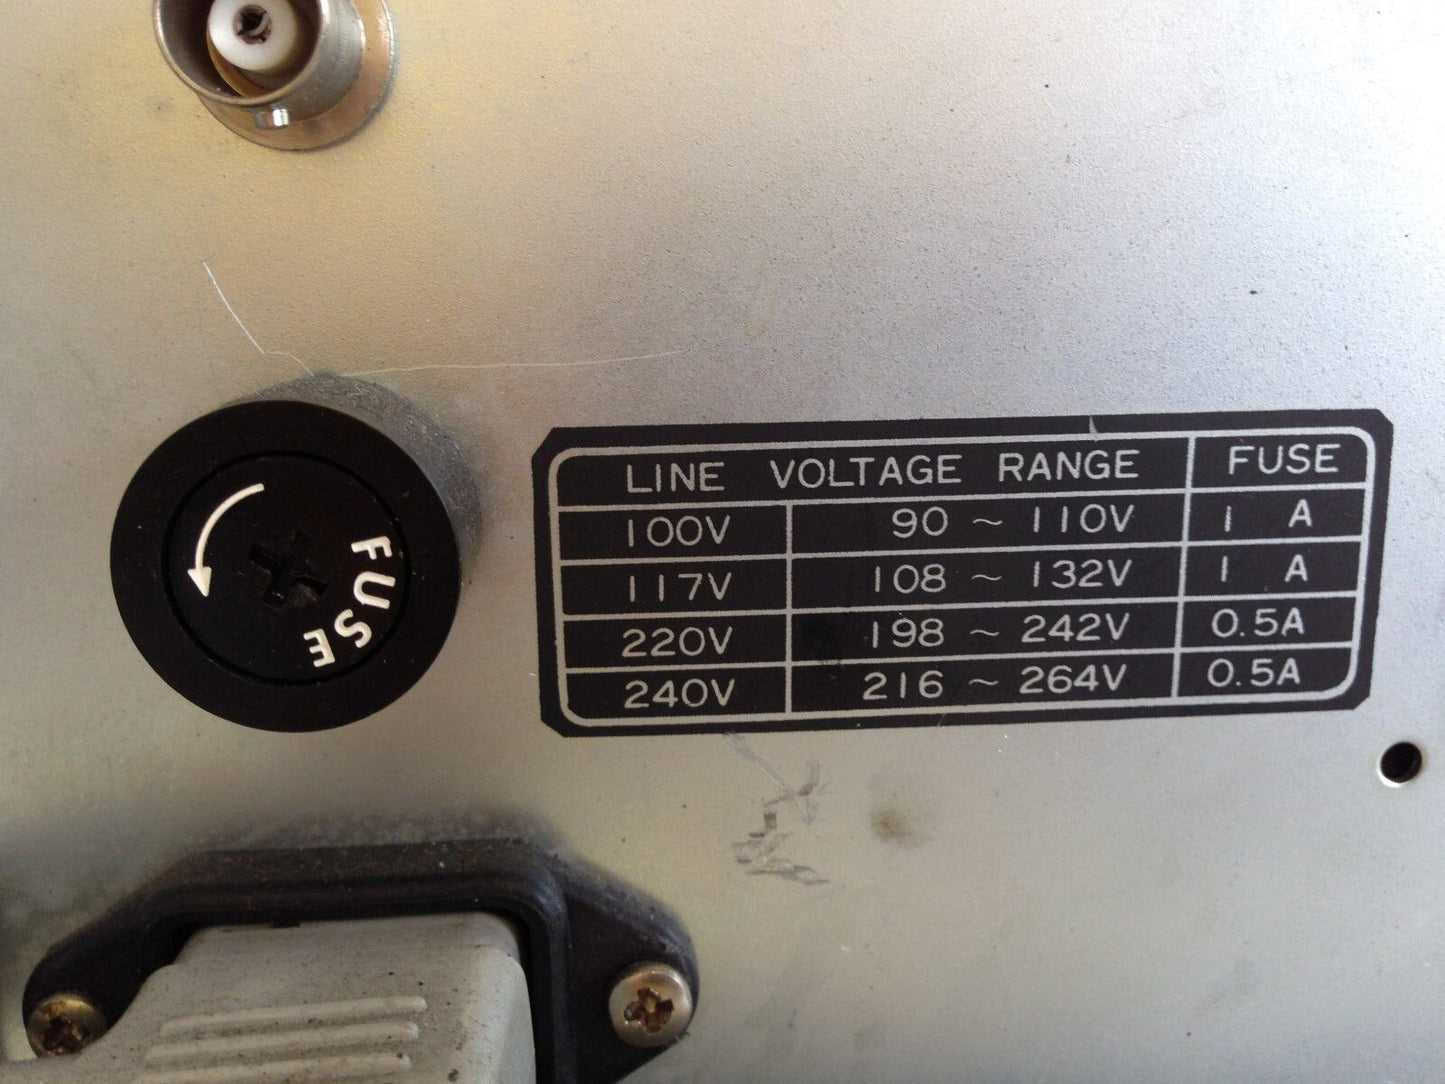 LINE VOLTAGE RANGE FUSE
100V 90 ~ 110V 1 A
117V 108 ~ 132V 1 A
220V 198 ~ 242V 0.5A
240V 216 ~ 264V 0.5A
FUSE